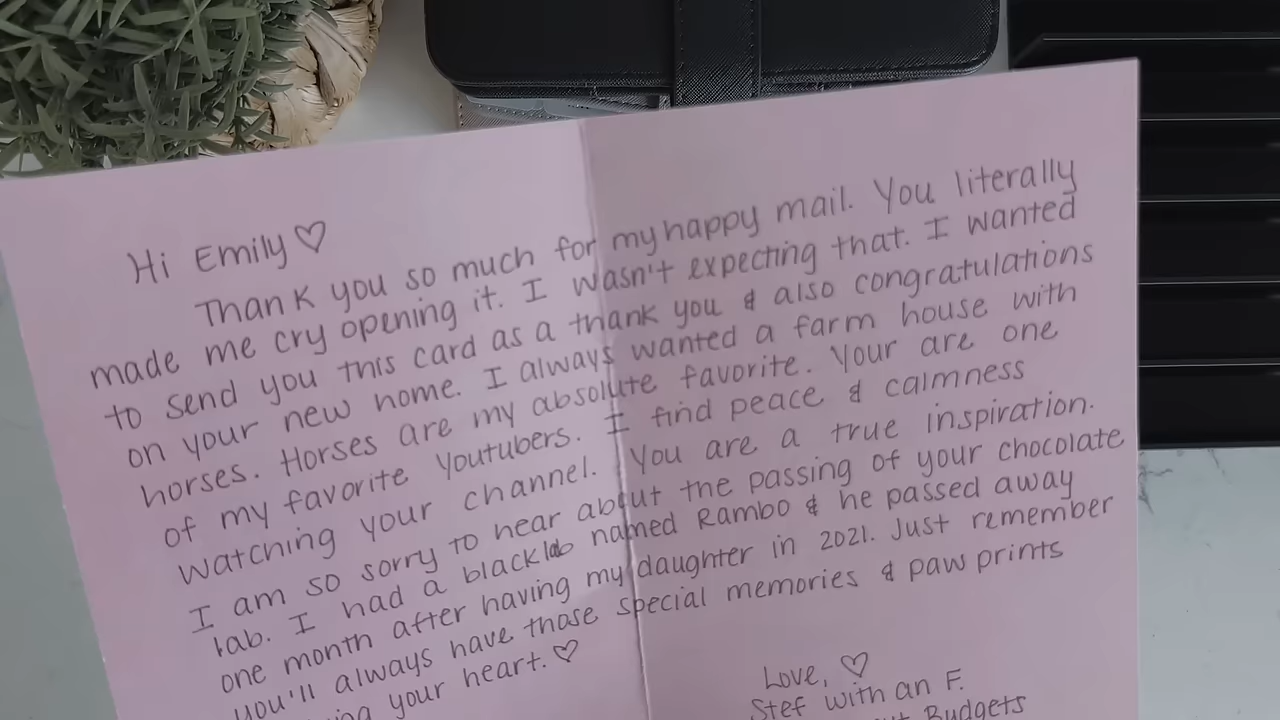 Hi Emily ♡
Thank you so much for my happy mail. You literally
made me cry opening it. I wasn't expecting that. I wanted
to send you this card as a thank you & also congratulations
on your new home. I always wanted a farm house with
horses. Horses are my absolute favorite. Your are one
of my favorite Youtubers. I find peace & calmness
watching your channel. You are a true inspiration.
I am so sorry to hear about the passing of your chocolate
lab. I had a black lab named Rambo & he passed away
one month after having my daughter in 2021. Just remember
you'll always have those special memories & paw prints
your heart. ♡
Love, ♡
Stef with an F.
Budgets